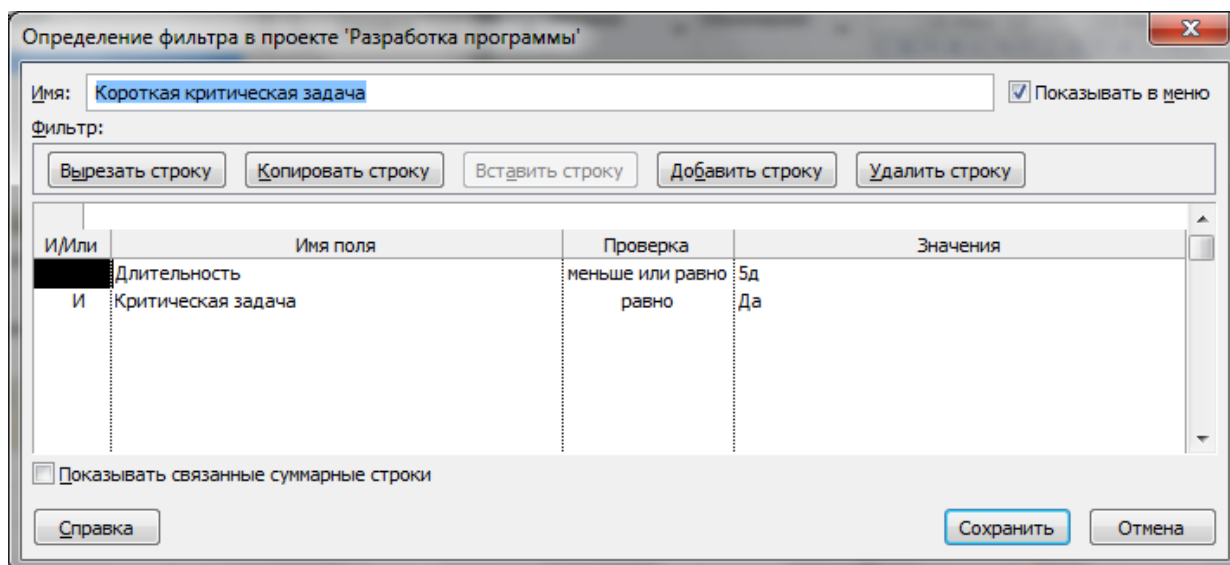 Определение фильтра в проекте 'Разработка программы'
Имя: Короткая критическая задача Показывать в меню
Фильтр:
Вырезать строку Копировать строку Вставить строку Добавить строку Удалить строку
И/Или Имя поля Проверка Значения
Длительность меньше или равно 5д
И Критическая задача равно Да
Показывать связанные суммарные строки
Справка Сохранить Отмена